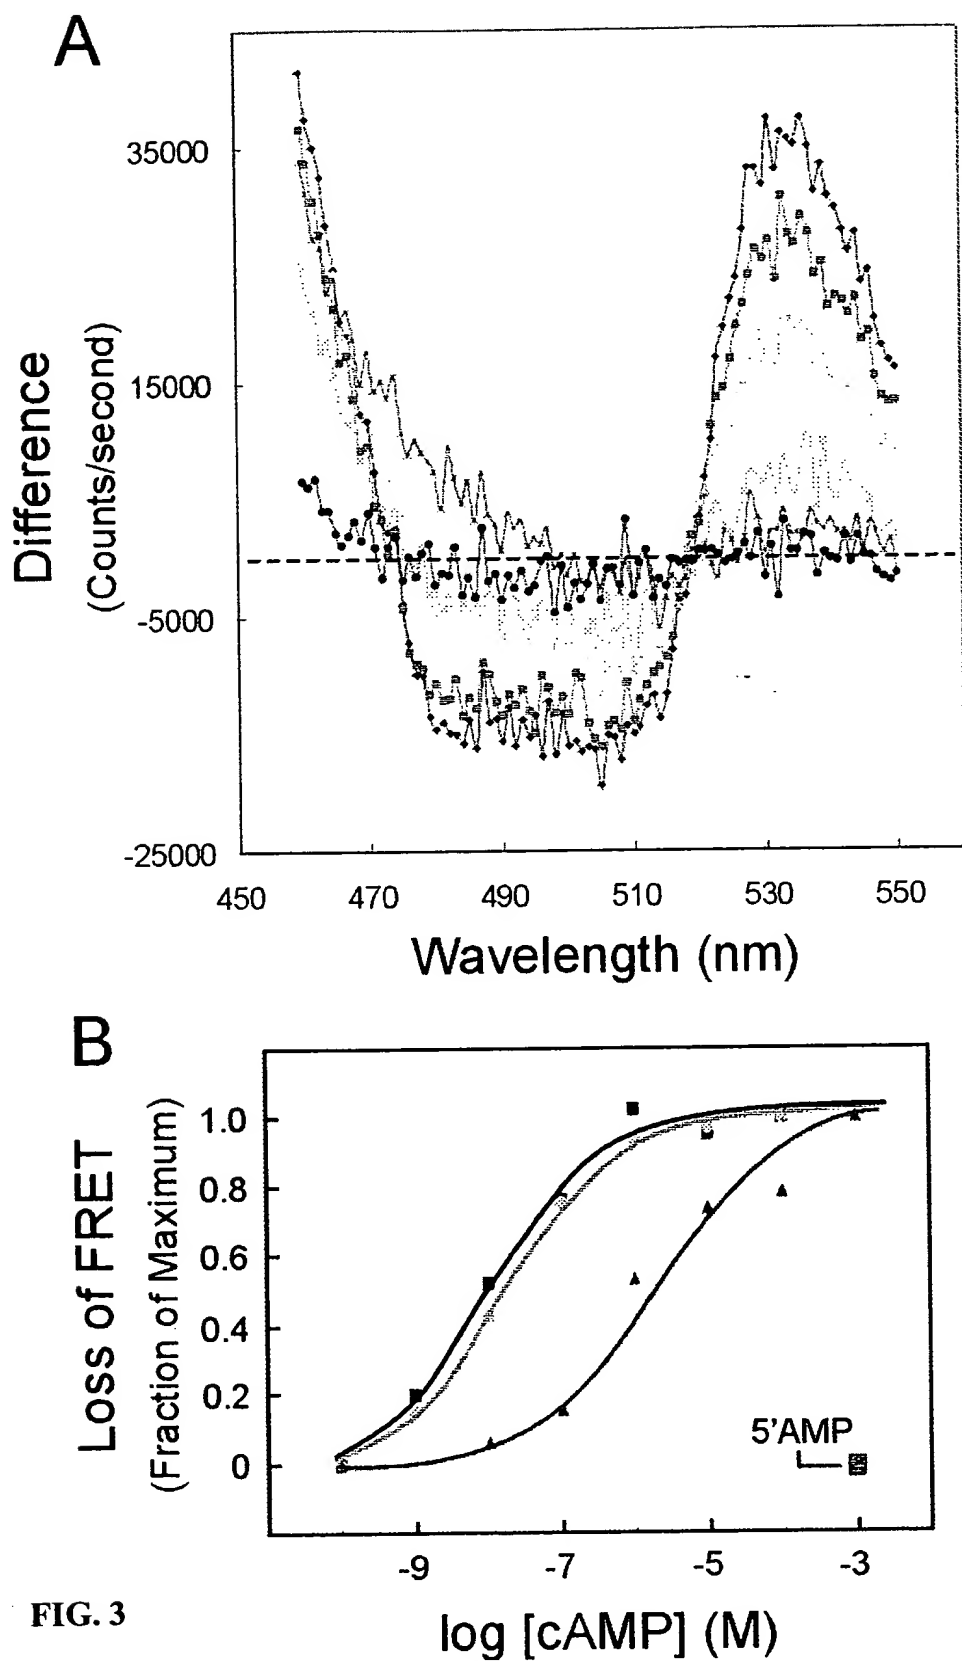 A
Difference
(Counts/second)
35000
15000
-5000
-25000
450 470 490 510 530 550
Wavelength (nm)
B
Loss of FRET
(Fraction of Maximum)
1.0
0.8
0.6
0.4
0.2
0
5'AMP
-9 -7 -5 -3
log [cAMP] (M)
FIG. 3